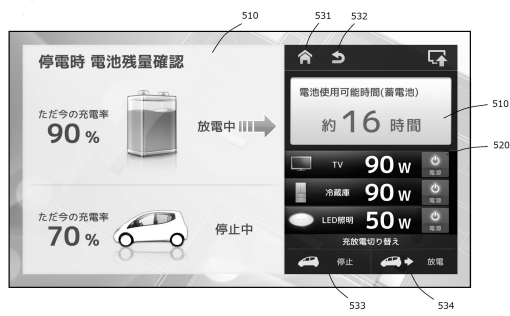 510
531
532
停電時 電池残量確認
ただ今の充電率
90 %
放電中
ただ今の充電率
70 %
停止中
電池使用可能時間(蓄電池)
約 16 時間
510
520
TV 90 W 電源
冷蔵庫 90 W 電源
LED照明 50 W 電源
充放電切り替え
停止
放電
533
534